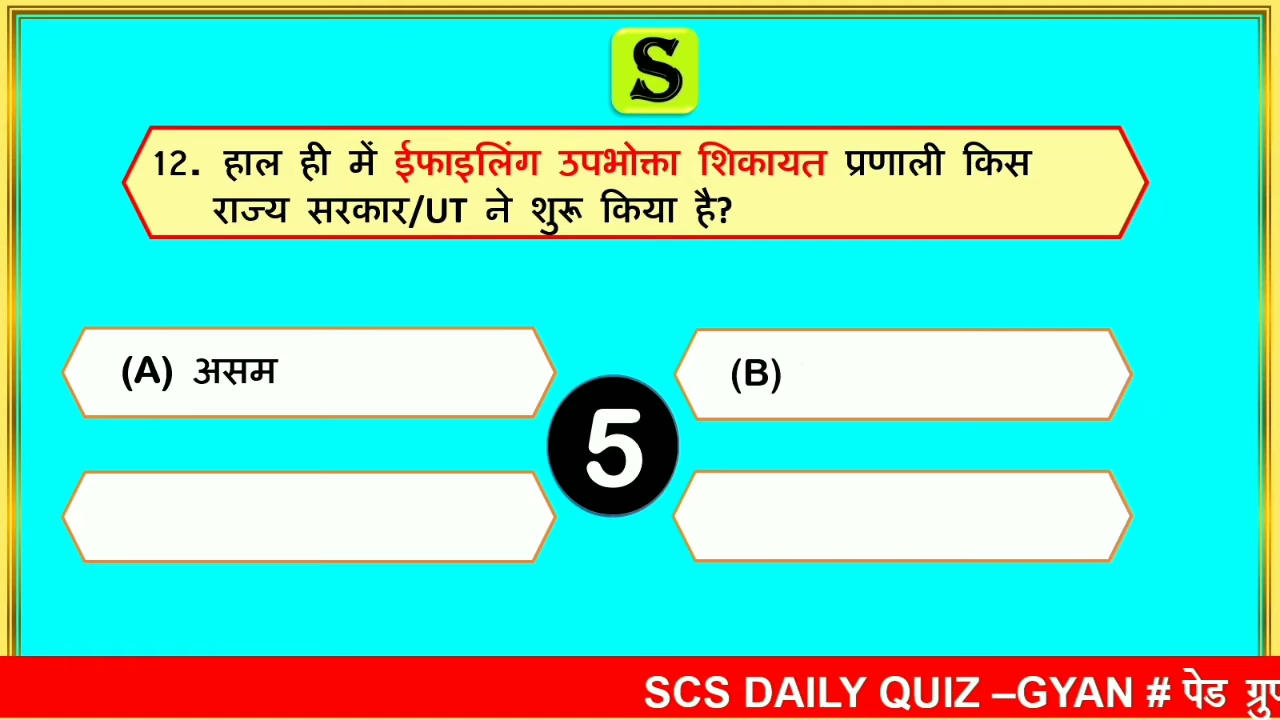 S
12. हाल ही में ईफाइलिंग उपभोक्ता शिकायत प्रणाली किस
राज्य सरकार/UT ने शुरू किया है?
(A) असम
(B)
5
SCS DAILY QUIZ –GYAN # पेड ग्रुप